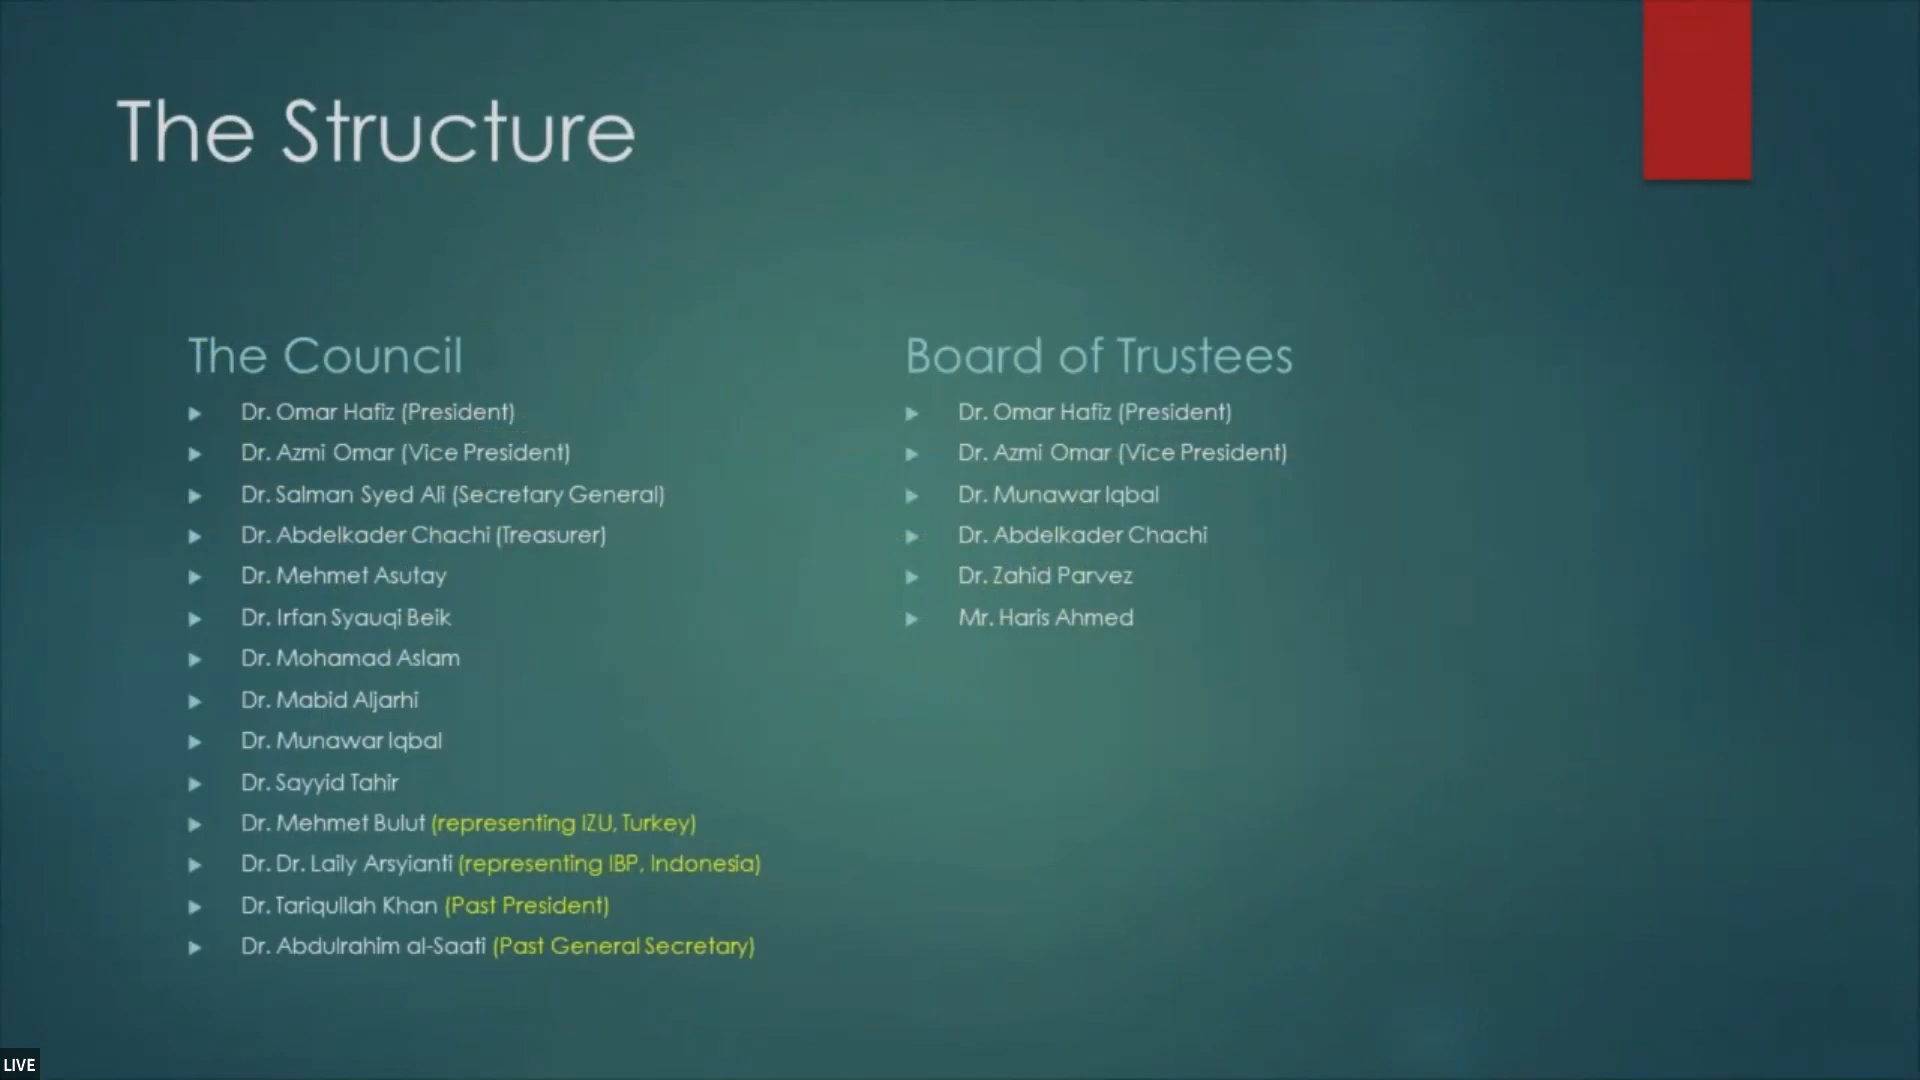 The Structure
The Council
Dr. Omar Hafiz (President)
Dr. Azmi Omar (Vice President)
Dr. Salman Syed Ali (Secretary General)
Dr. Abdelkader Chachi (Treasurer)
Dr. Mehmet Asutay
Dr. Irfan Syauqi Beik
Dr. Mohamad Aslam
Dr. Mabid Aljarhi
Dr. Munawar Iqbal
Dr. Sayyid Tahir
Dr. Mehmet Bulut (representing IZU, Turkey)
Dr. Dr. Laily Arsyianti (representing IBP, Indonesia)
Dr. Tariqullah Khan (Past President)
Dr. Abdulrahim al-Saati (Past General Secretary)
Board of Trustees
Dr. Omar Hafiz (President)
Dr. Azmi Omar (Vice President)
Dr. Munawar Iqbal
Dr. Abdelkader Chachi
Dr. Zahid Parvez
Mr. Haris Ahmed
LIVE